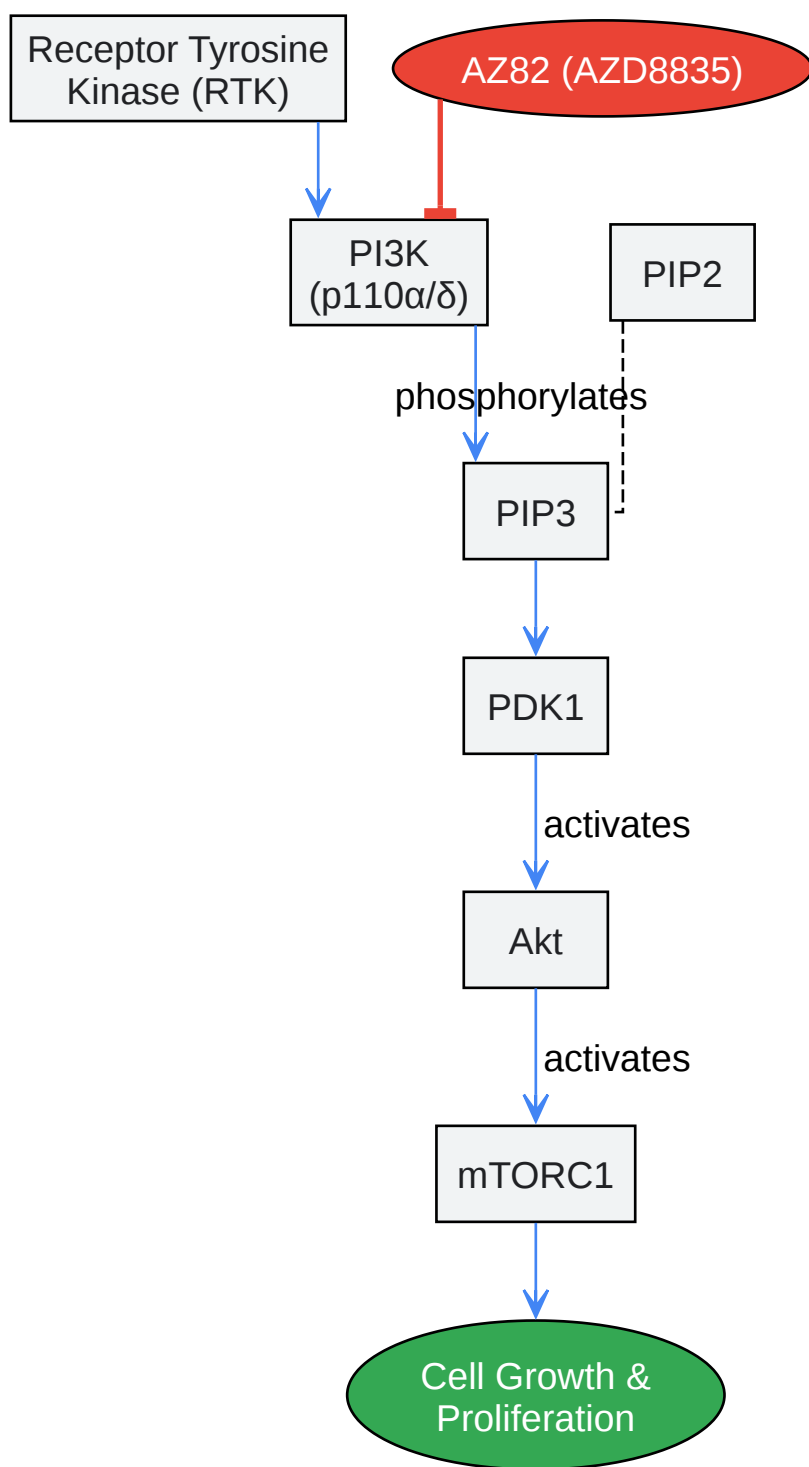 Receptor Tyrosine
Kinase (RTK)
AZ82 (AZD8835)
PI3K
(p110α/δ)
PIP2
phosphorylates
PIP3
PDK1
activates
Akt
activates
mTORC1
Cell Growth &
Proliferation